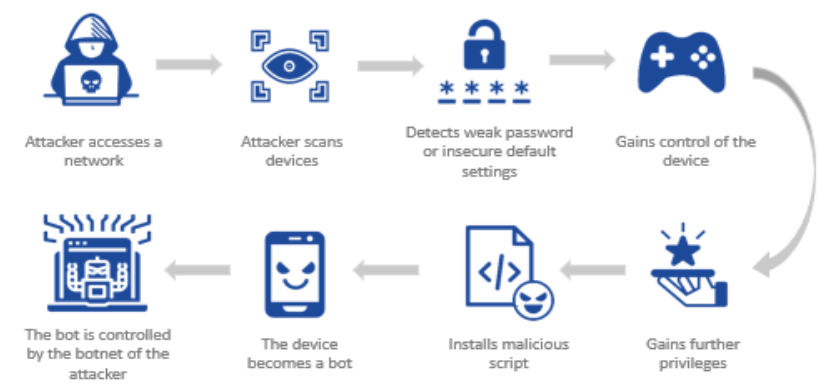 Attacker accesses a
network
Attacker scans
devices
Detects weak password
or insecure default
settings
Gains control of the
device
The bot is controlled
by the botnet of the
attacker
The device
becomes a bot
Installs malicious
script
Gains further
privileges